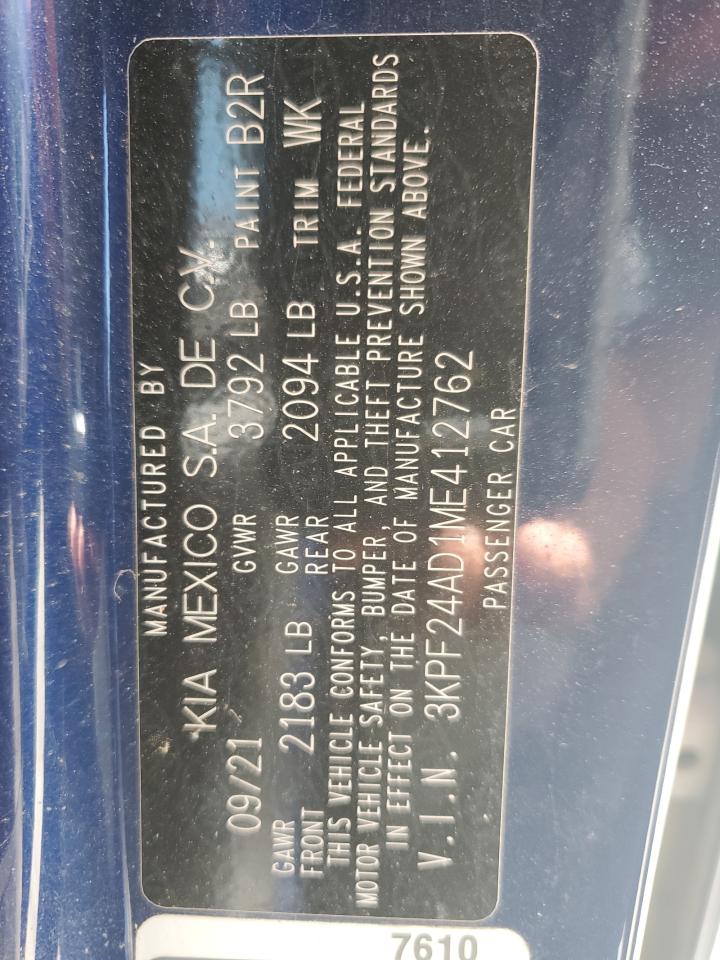 MANUFACTURED BY
KIA MEXICO S.A. DE C.V.
09/21 GVWR 3792 LB PAINT B2R
GAWR FRONT 2183 LB GAWR REAR 2094 LB TRIM WK
THIS VEHICLE CONFORMS TO ALL APPLICABLE U.S.A. FEDERAL
MOTOR VEHICLE SAFETY, BUMPER, AND THEFT PREVENTION STANDARDS
IN EFFECT ON THE DATE OF MANUFACTURE SHOWN ABOVE.
V.I.N. 3KPF24AD1ME412762
PASSENGER CAR
7610